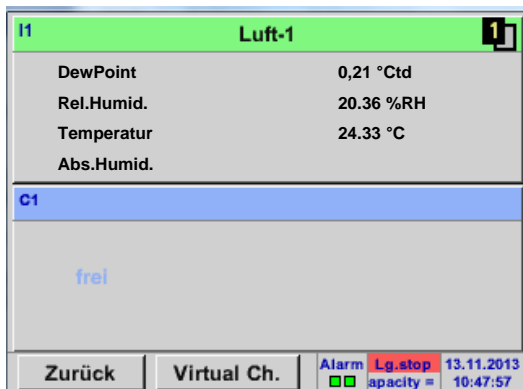 I1 Luft-1 1
DewPoint 0,21 °Ctd
Rel.Humid. 20.36 %RH
Temperatur 24.33 °C
Abs.Humid.
C1
frei
Zurück Virtual Ch. Alarm Lg.stop 13.11.2013
apacity = 10:47:57